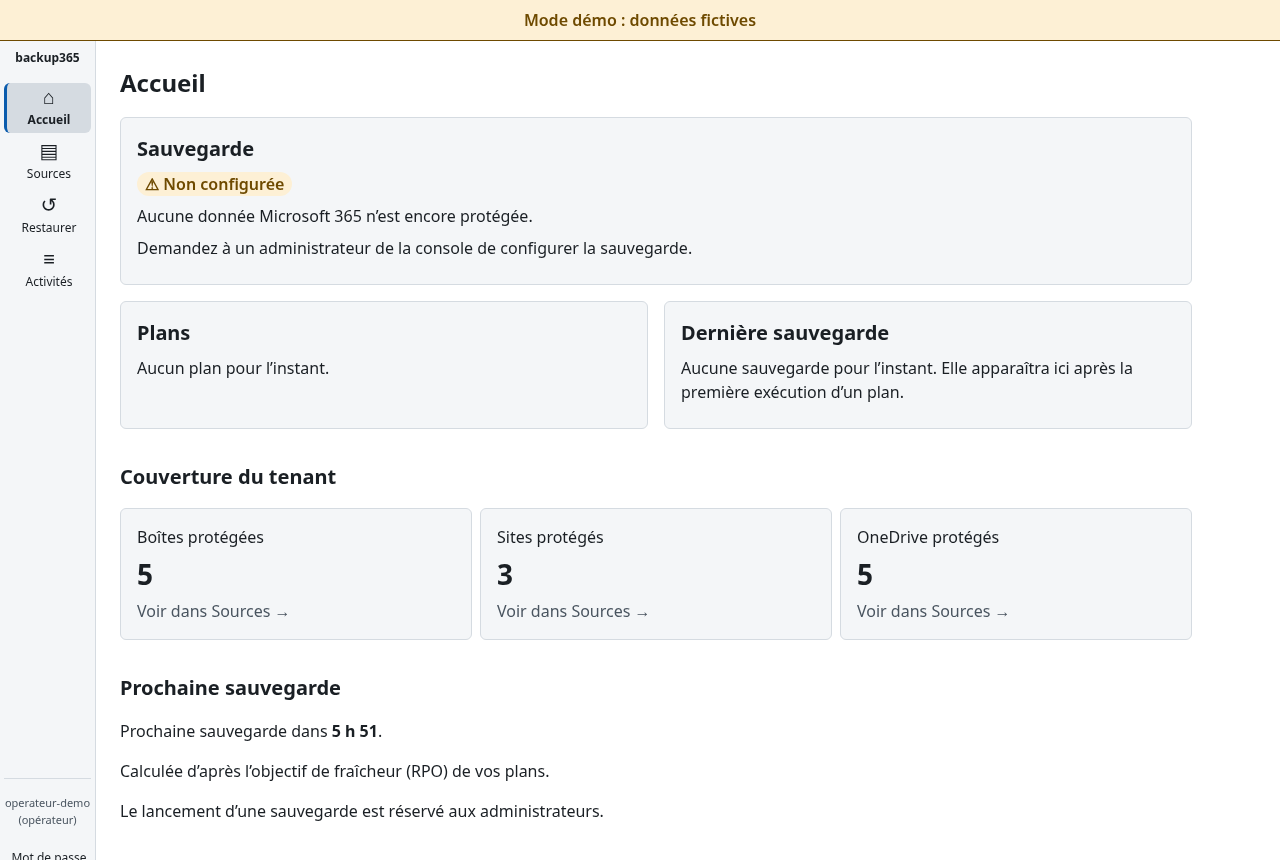 Mode démo : données fictives
backup365
Accueil
Sources
Restaurer
Activités
operateur-demo
(opérateur)
Mot de passe
Accueil
Sauvegarde
⚠ Non configurée
Aucune donnée Microsoft 365 n’est encore protégée.
Demandez à un administrateur de la console de configurer la sauvegarde.
Plans
Aucun plan pour l’instant.
Dernière sauvegarde
Aucune sauvegarde pour l’instant. Elle apparaîtra ici après la
première exécution d’un plan.
Couverture du tenant
Boîtes protégées
5
Voir dans Sources →
Sites protégés
3
Voir dans Sources →
OneDrive protégés
5
Voir dans Sources →
Prochaine sauvegarde
Prochaine sauvegarde dans 5 h 51.
Calculée d’après l’objectif de fraîcheur (RPO) de vos plans.
Le lancement d’une sauvegarde est réservé aux administrateurs.